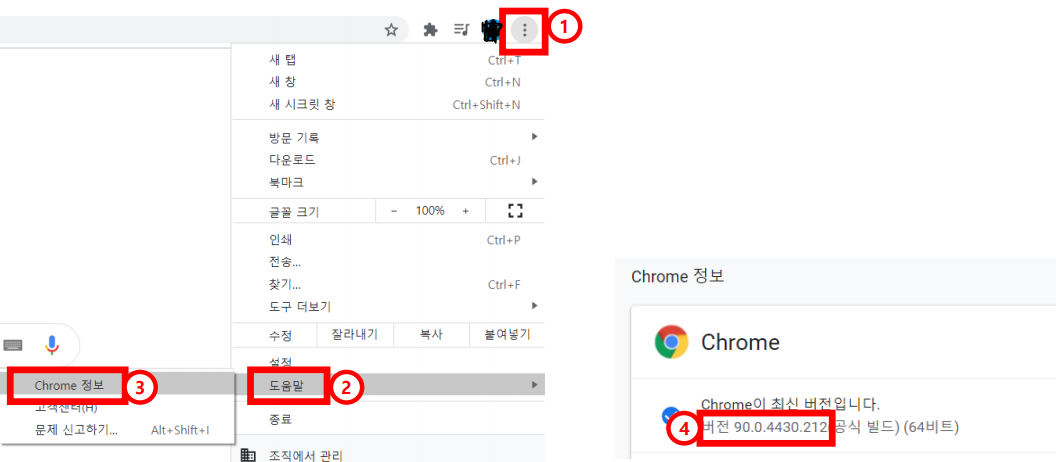 ①
새 탭 Ctrl+T
새 창 Ctrl+N
새 시크릿 창 Ctrl+Shift+N
방문 기록
다운로드 Ctrl+J
북마크
글꼴 크기 - 100% +
인쇄 Ctrl+P
전송...
찾기... Ctrl+F
도구 더보기
수정 잘라내기 복사 붙여넣기
설정
도움말 ②
종료
조직에서 관리
Chrome 정보 ③
고객센터(H)
문제 신고하기... Alt+Shift+I
Chrome 정보
Chrome
Chrome이 최신 버전입니다.
④ 버전 90.0.4430.212(공식 빌드) (64비트)